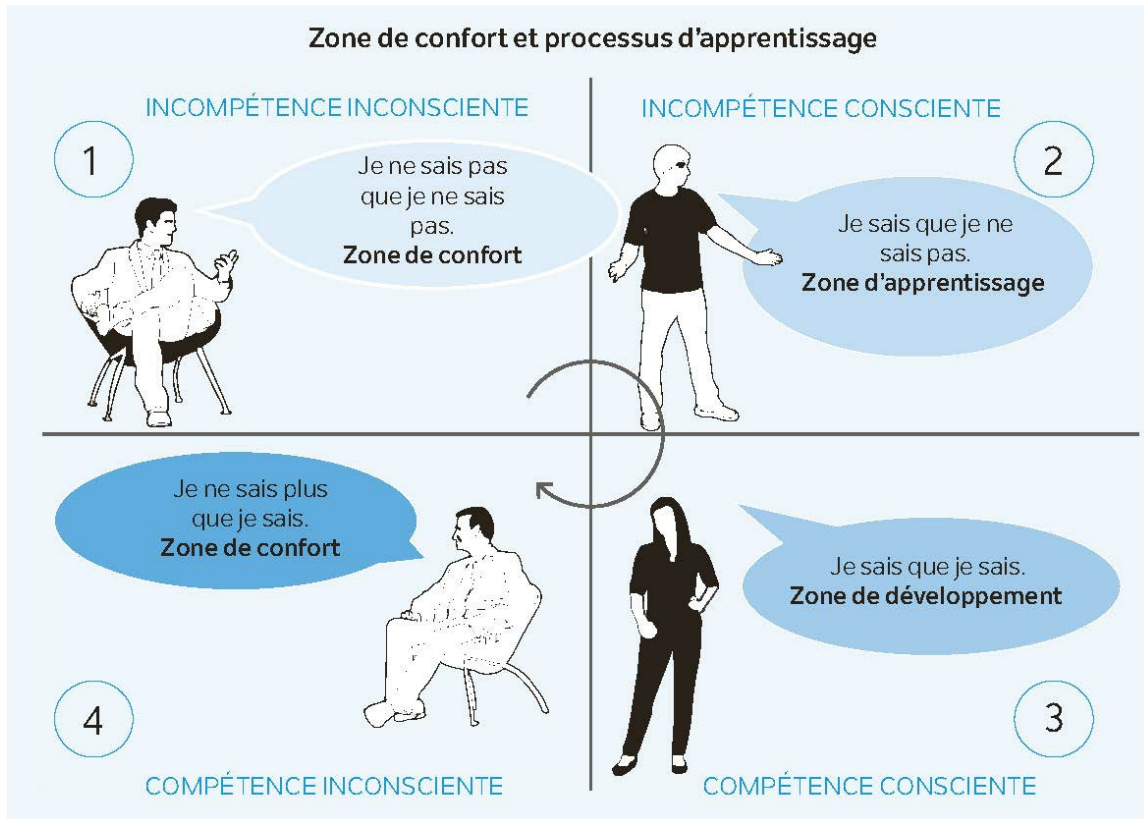 Zone de confort et processus d'apprentissage
INCOMPÉTENCE INCONSCIENTE
1
Je ne sais pas
que je ne sais
pas.
Zone de confort
INCOMPÉTENCE CONSCIENTE
2
Je sais que je ne
sais pas.
Zone d'apprentissage
Je sais que je sais.
Zone de développement
3
COMPÉTENCE CONSCIENTE
Je ne sais plus
que je sais.
Zone de confort
4
COMPÉTENCE INCONSCIENTE